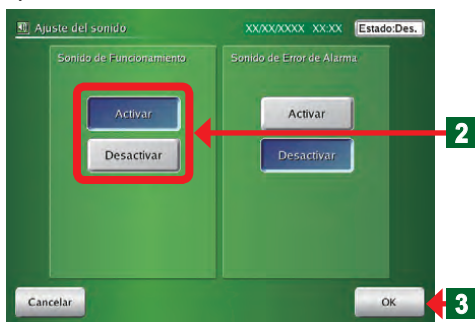 Ajuste del sonido XX/XX/XXXX XX:XX Estado:Des.
Sonido de Funcionamiento Sonido de Error de Alarma
Activar Activar
2
Desactivar Desactivar
Cancelar OK 3